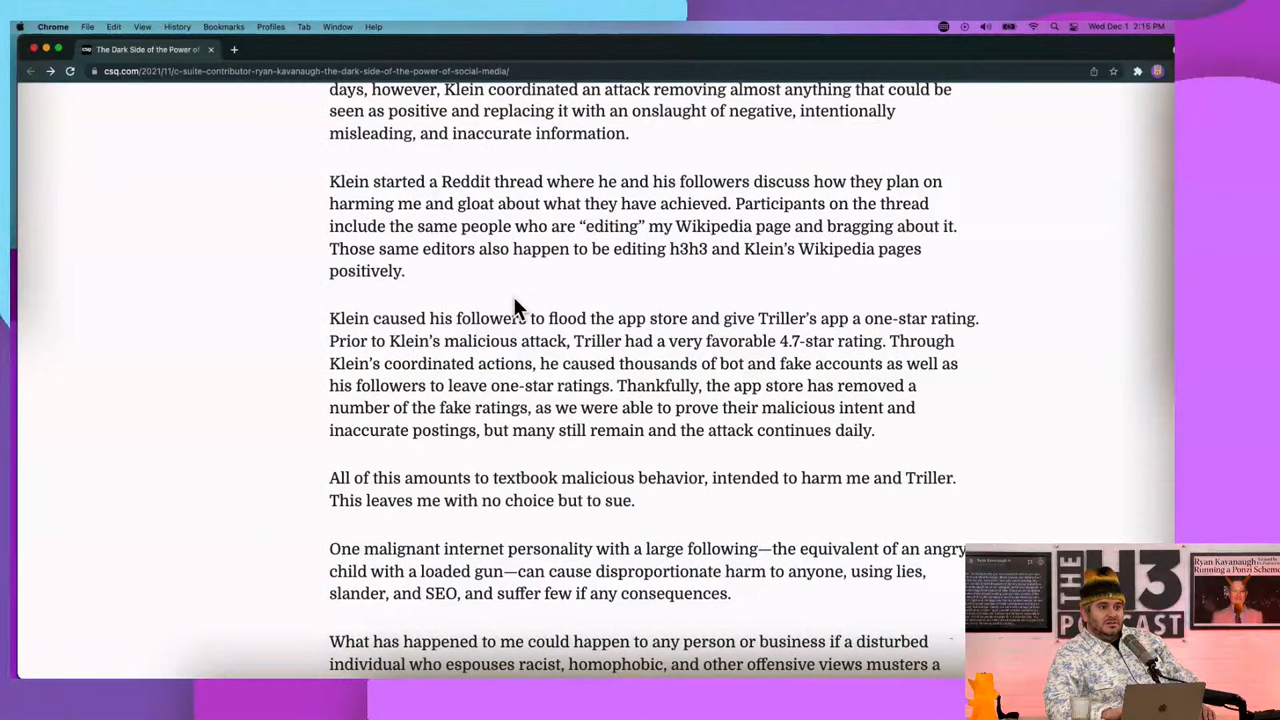 Chrome File Edit View History Bookmarks Profiles Tab Window Help Wed Dec 1 2:15 PM
CSQ The Dark Side of the Power of
csq.com/2021/11/c-suite-contributor-ryan-kavanaugh-the-dark-side-of-the-power-of-social-media/
days, however, Klein coordinated an attack removing almost anything that could be
seen as positive and replacing it with an onslaught of negative, intentionally
misleading, and inaccurate information.
Klein started a Reddit thread where he and his followers discuss how they plan on
harming me and gloat about what they have achieved. Participants on the thread
include the same people who are “editing” my Wikipedia page and bragging about it.
Those same editors also happen to be editing h3h3 and Klein’s Wikipedia pages
positively.
Klein caused his followers to flood the app store and give Triller’s app a one-star rating.
Prior to Klein’s malicious attack, Triller had a very favorable 4.7-star rating. Through
Klein’s coordinated actions, he caused thousands of bot and fake accounts as well as
his followers to leave one-star ratings. Thankfully, the app store has removed a
number of the fake ratings, as we were able to prove their malicious intent and
inaccurate postings, but many still remain and the attack continues daily.
All of this amounts to textbook malicious behavior, intended to harm me and Triller.
This leaves me with no choice but to sue.
One malignant internet personality with a large following—the equivalent of an angry
child with a loaded gun—can cause disproportional harm to anyone, using lies,
slander, and SEO, and suffer few if any consequences.
What has happened to me could happen to any person or business if a disturbed
individual who espouses racist, homophobic, and other offensive views musters a
THE H3
PODCAST
Ryan Kavanaugh
Running a Ponzi Scheme